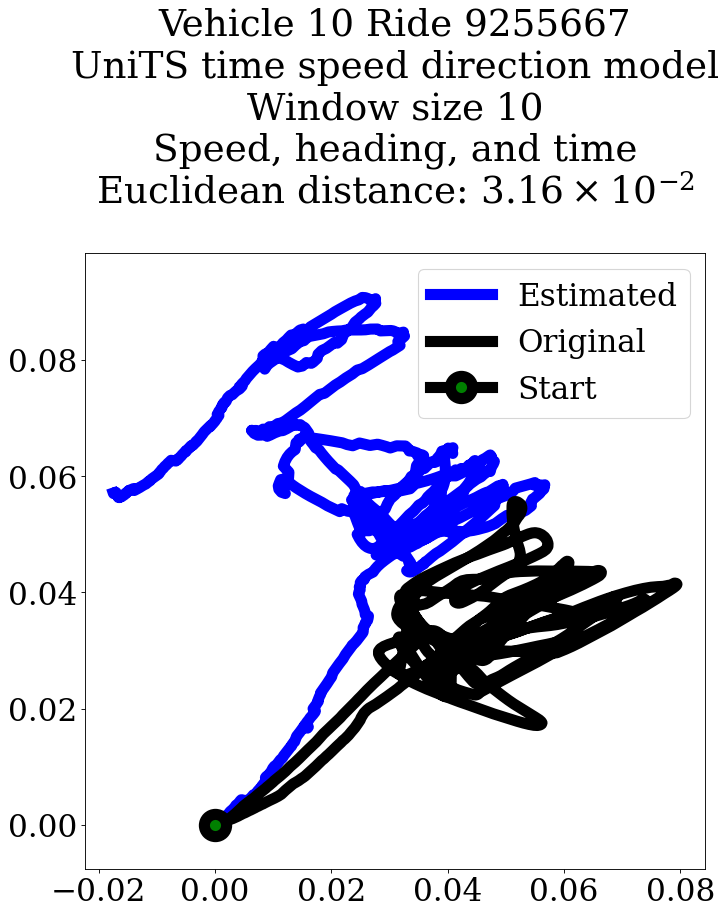 Vehicle 10 Ride 9255667
UniTS time speed direction model
Window size 10
Speed, heading, and time
Euclidean distance: 3.16 × 10⁻²
Estimated
Original
Start
0.08
0.06
0.04
0.02
0.00
−0.02 0.00 0.02 0.04 0.06 0.08